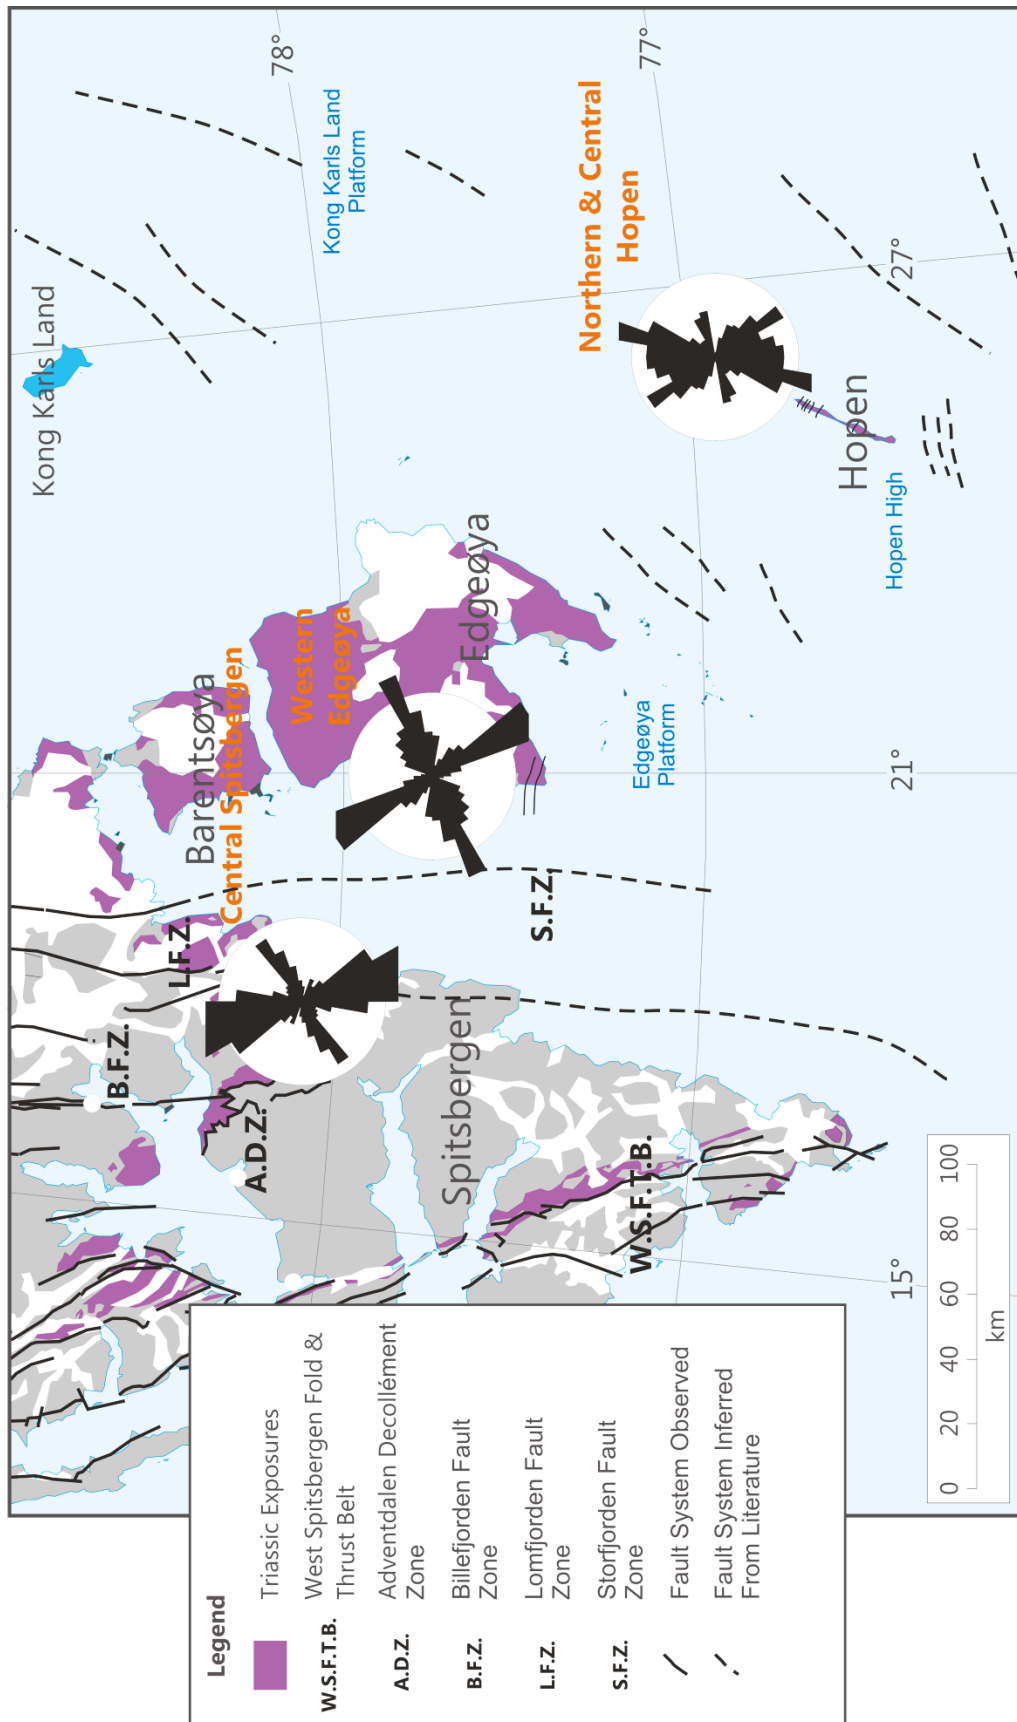 Kong Karls Land
78°
77°
Kong Karls Land
Platform
Northern & Central
Hopen
27°
Barentsøya
Central Spitsbergen
Western
Edgeøya
Edgeøya
Hopen
Hopen High
Edgeøya
Platform
21°
L.F.Z.
B.F.Z.
S.F.Z.
A.D.Z.
Spitsbergen
W.S.F.T.B.
15°
0 20 40 60 80 100
km
Legend
Triassic Exposures
W.S.F.T.B. West Spitsbergen Fold &
Thrust Belt
A.D.Z. Adventdalen Decollément
Zone
B.F.Z. Billefjorden Fault
Zone
L.F.Z. Lomfjorden Fault
Zone
S.F.Z. Storfjorden Fault
Zone
Fault System Observed
Fault System Inferred
From Literature